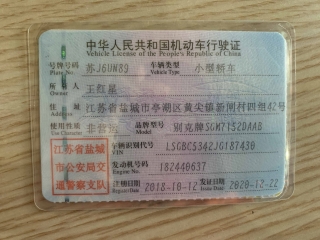 中华人民共和国机动车行驶证
Vehicle License of the People's Republic of China
号牌号码 苏J6UW89 车辆类型 小型轿车
Plate No. Vehicle Type
所有人 王红星
Owner
住址 江苏省盐城市亭湖区黄尖镇新闸村四组42号
Address
使用性质 非营运 品牌型号 别克牌SGW7152DAAB
Use Character Model
江苏省盐城 车辆识别代号 LSGBC5342JG187430
VIN
市公安局交 发动机号码 182440637
Engine No.
通警察支队 注册日期 2018-10-12 发证日期 2020-12-22
Register Date Issue Date